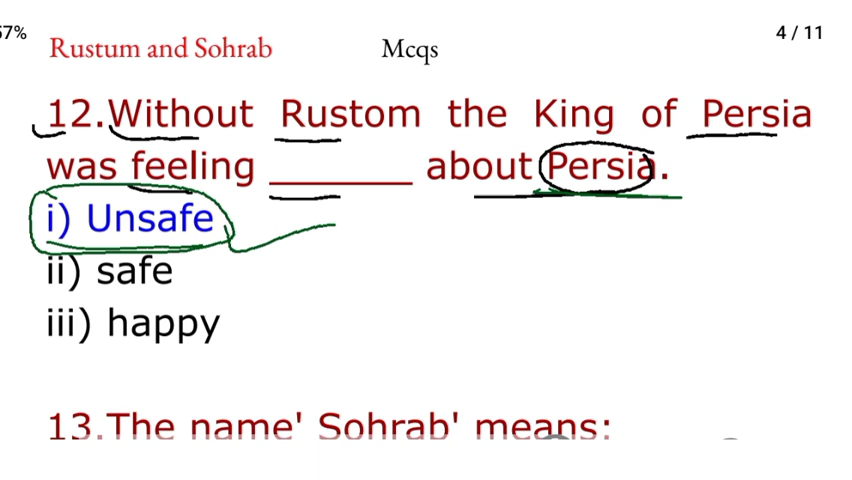 57%
4 / 11
Rustum and Sohrab Mcqs
12.Without Rustom the King of Persia
was feeling _______ about Persia.
i) Unsafe
ii) safe
iii) happy
13.The name' Sohrab' means: